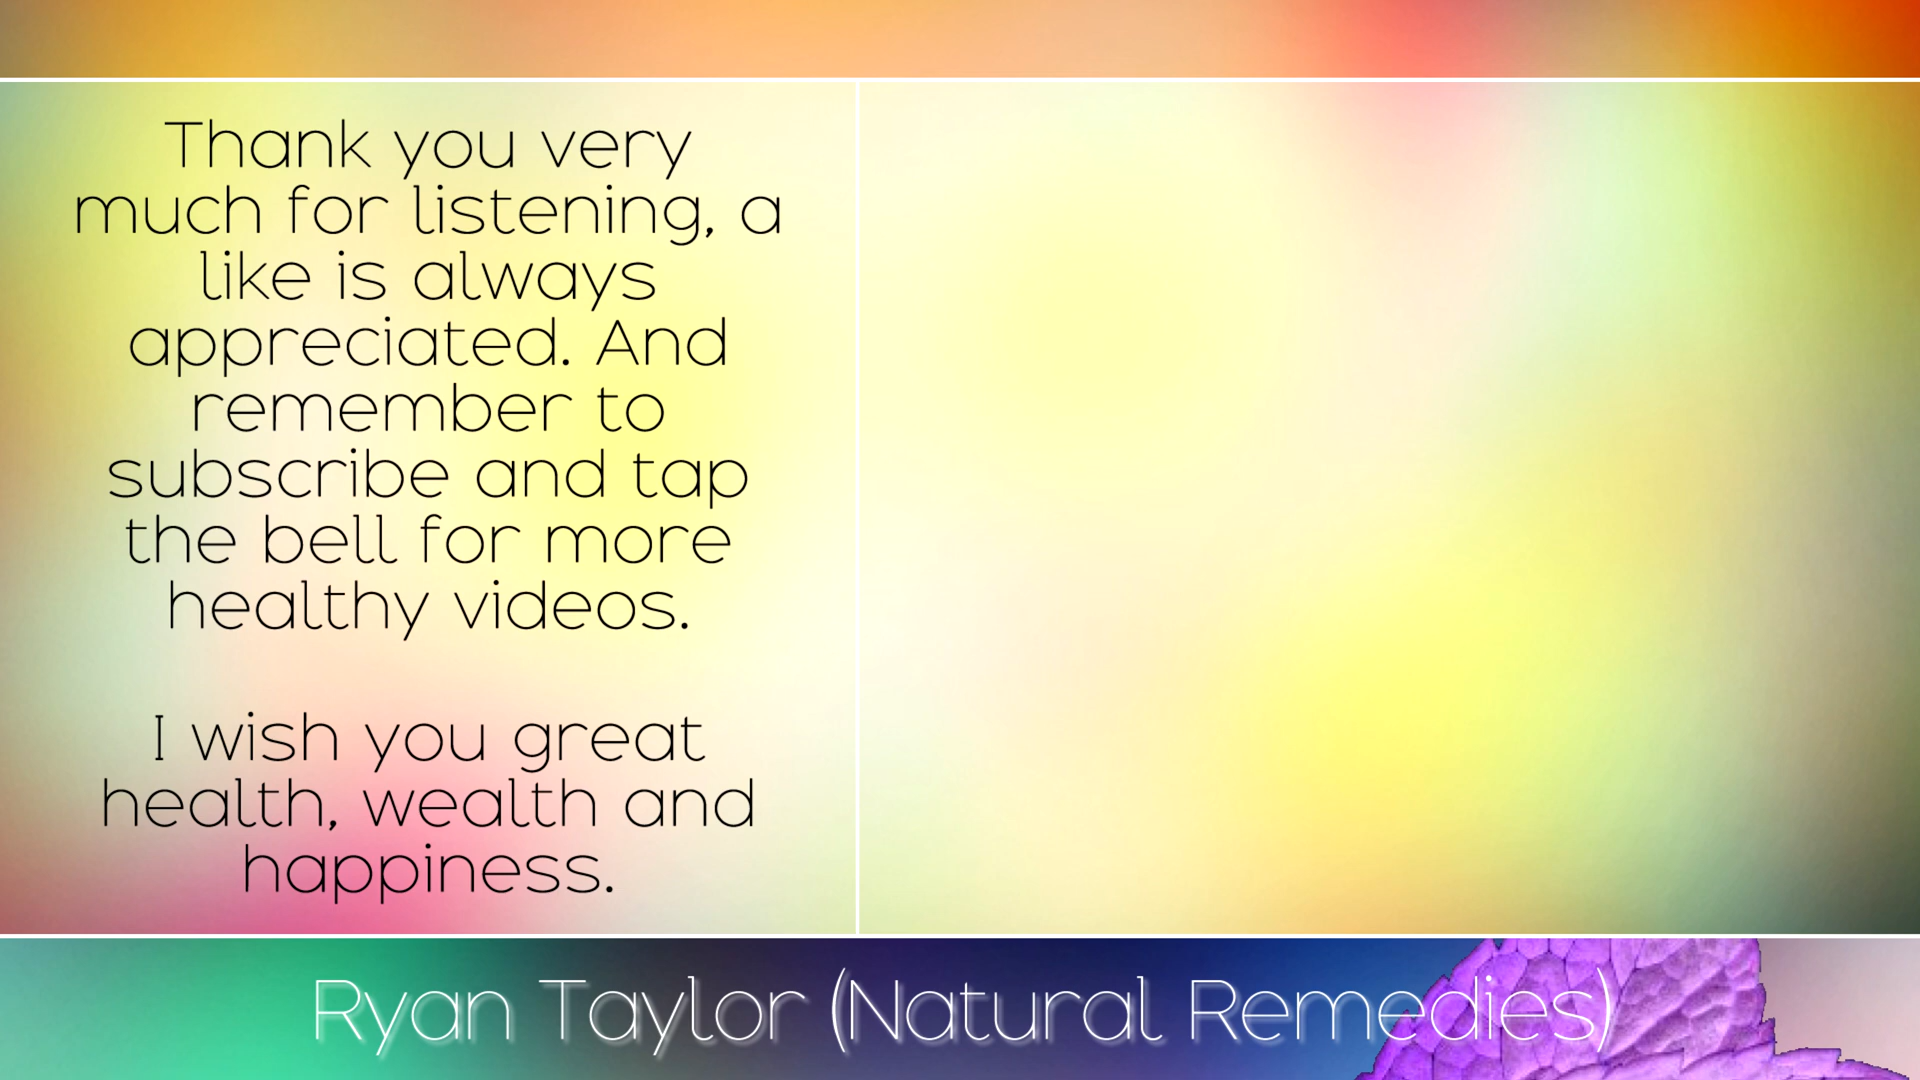 Thank you very
much for listening, a
like is always
appreciated. And
remember to
subscribe and tap
the bell for more
healthy videos.
I wish you great
health, wealth and
happiness.
Ryan Taylor (Natural Remedies)